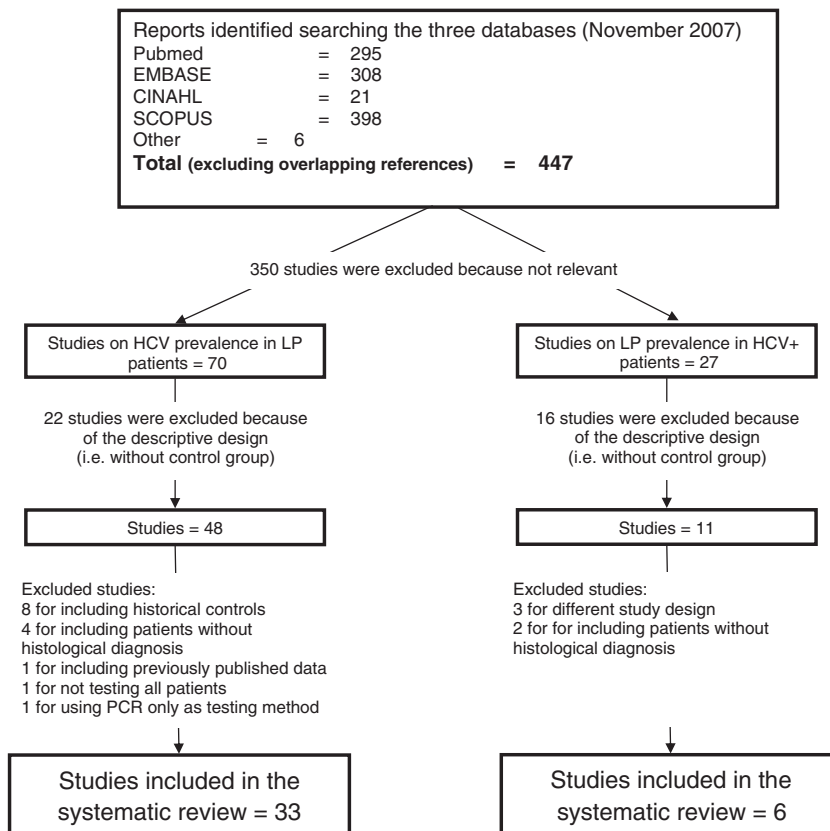 Reports identified searching the three databases (November 2007)
Pubmed = 295
EMBASE = 308
CINAHL = 21
SCOPUS = 398
Other = 6
Total (excluding overlapping references) = 447
350 studies were excluded because not relevant
Studies on HCV prevalence in LP
patients = 70
Studies on LP prevalence in HCV+
patients = 27
22 studies were excluded because
of the descriptive design
(i.e. without control group)
16 studies were excluded because
of the descriptive design
(i.e. without control group)
Studies = 48
Studies = 11
Excluded studies:
8 for including historical controls
4 for including patients without
histological diagnosis
1 for including previously published data
1 for not testing all patients
1 for using PCR only as testing method
Excluded studies:
3 for different study design
2 for for including patients without
histological diagnosis
Studies included in the
systematic review = 33
Studies included in the
systematic review = 6